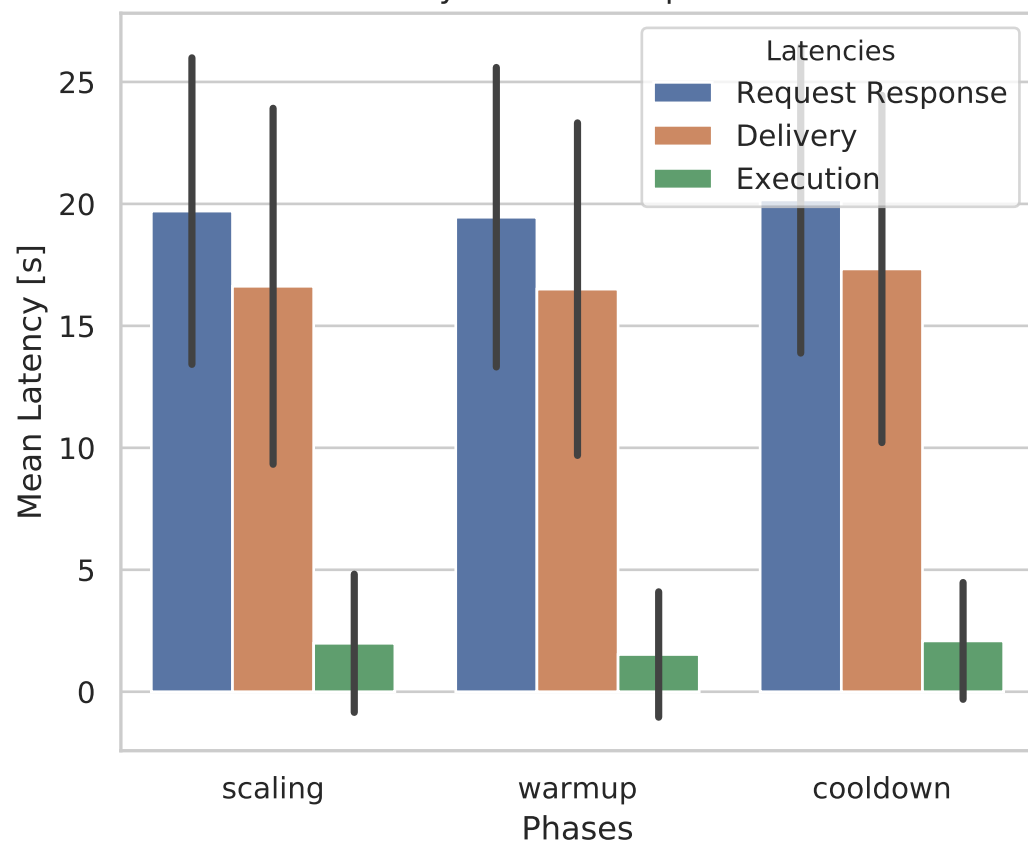 Latencies
Request Response
Delivery
Execution
25
20
15
10
5
0
Mean Latency [s]
scaling warmup cooldown
Phases